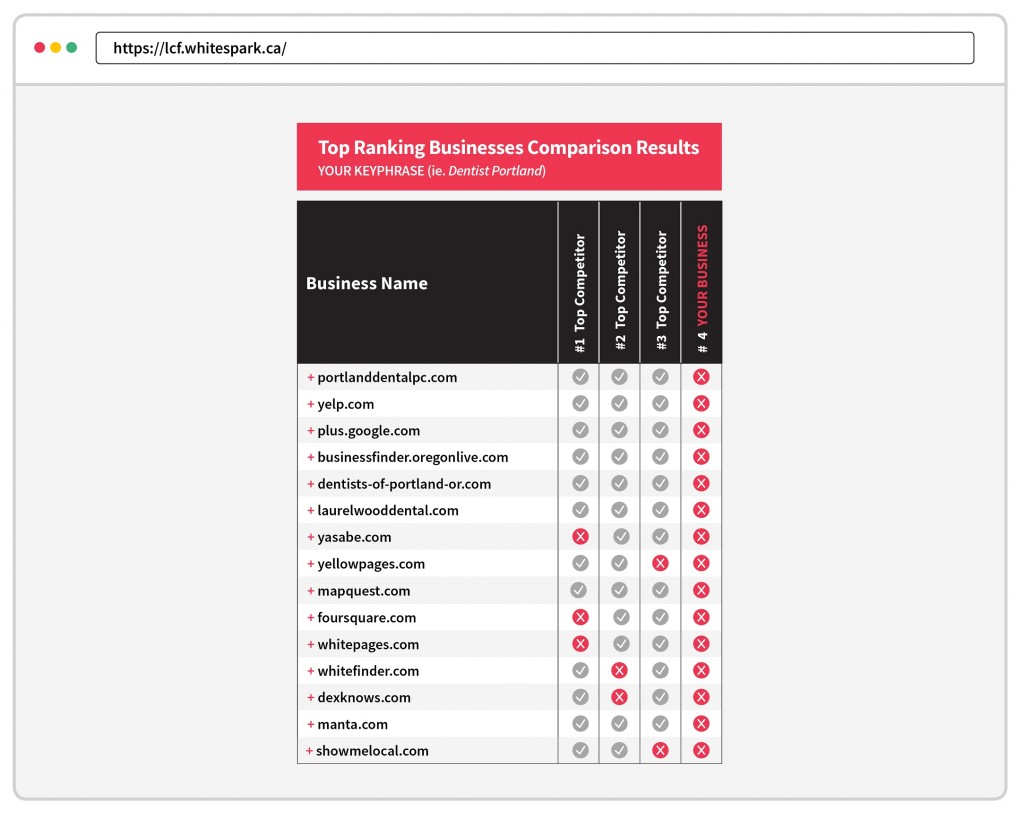 https://lcf.whitespark.ca/
Top Ranking Businesses Comparison Results
YOUR KEYPHRASE (ie. Dentist Portland)
Business Name
#1 Top Competitor
#2 Top Competitor
#3 Top Competitor
# 4 YOUR BUSINESS
+ portlanddentalpc.com
+ yelp.com
+ plus.google.com
+ businessfinder.oregonlive.com
+ dentists-of-portland-or.com
+ laurelwooddental.com
+ yasabe.com
+ yellowpages.com
+ mapquest.com
+ foursquare.com
+ whitepages.com
+ whitefinder.com
+ dexknows.com
+ manta.com
+ showmelocal.com